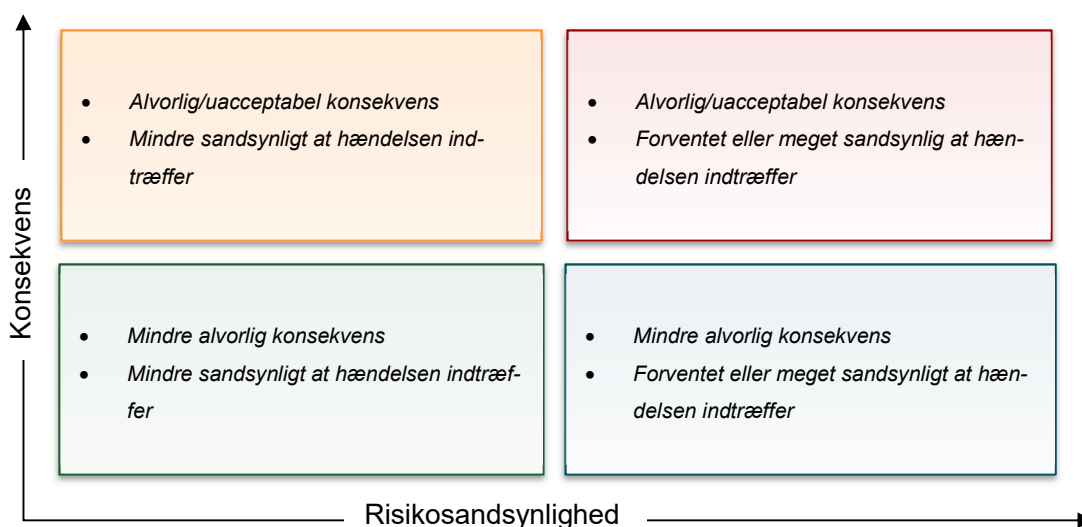 Konsekvens
Alvorlig/uacceptabel konsekvens
Mindre sandsynligt at hændelsen ind-
træffer
Alvorlig/uacceptabel konsekvens
Forventet eller meget sandsynlig at hæn-
delsen indtræffer
Mindre alvorlig konsekvens
Mindre sandsynligt at hændelsen indtræf-
fer
Mindre alvorlig konsekvens
Forventet eller meget sandsynligt at hæn-
delsen indtræffer
Risikosandsynlighed